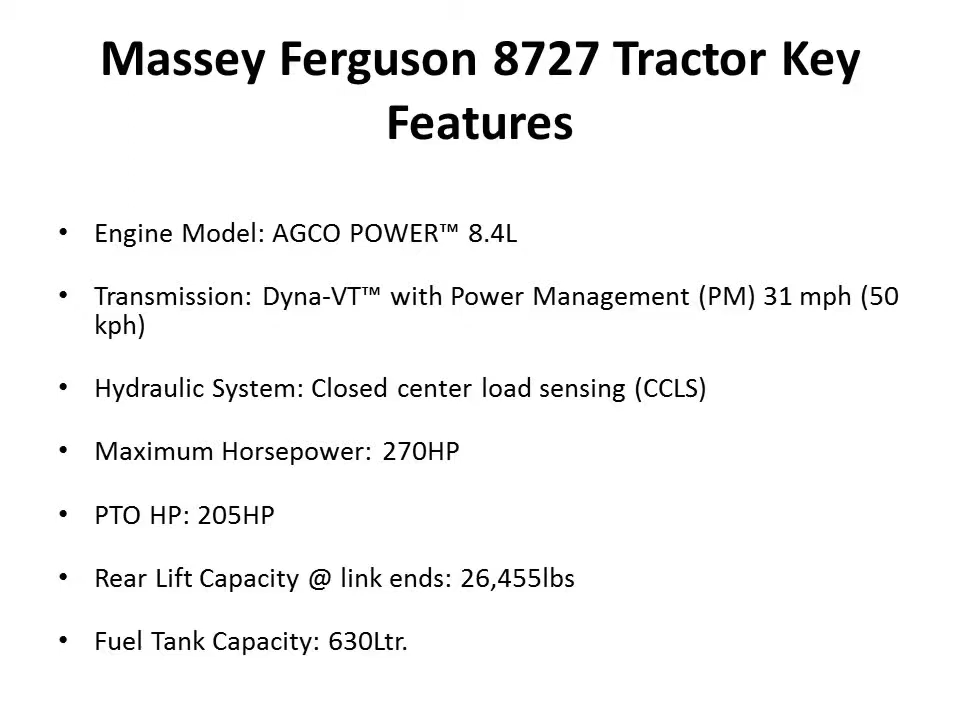 Massey Ferguson 8727 Tractor Key
Features
• Engine Model: AGCO POWER™ 8.4L
• Transmission: Dyna-VT™ with Power Management (PM) 31 mph (50
kph)
• Hydraulic System: Closed center load sensing (CCLS)
• Maximum Horsepower: 270HP
• PTO HP: 205HP
• Rear Lift Capacity @ link ends: 26,455lbs
• Fuel Tank Capacity: 630Ltr.